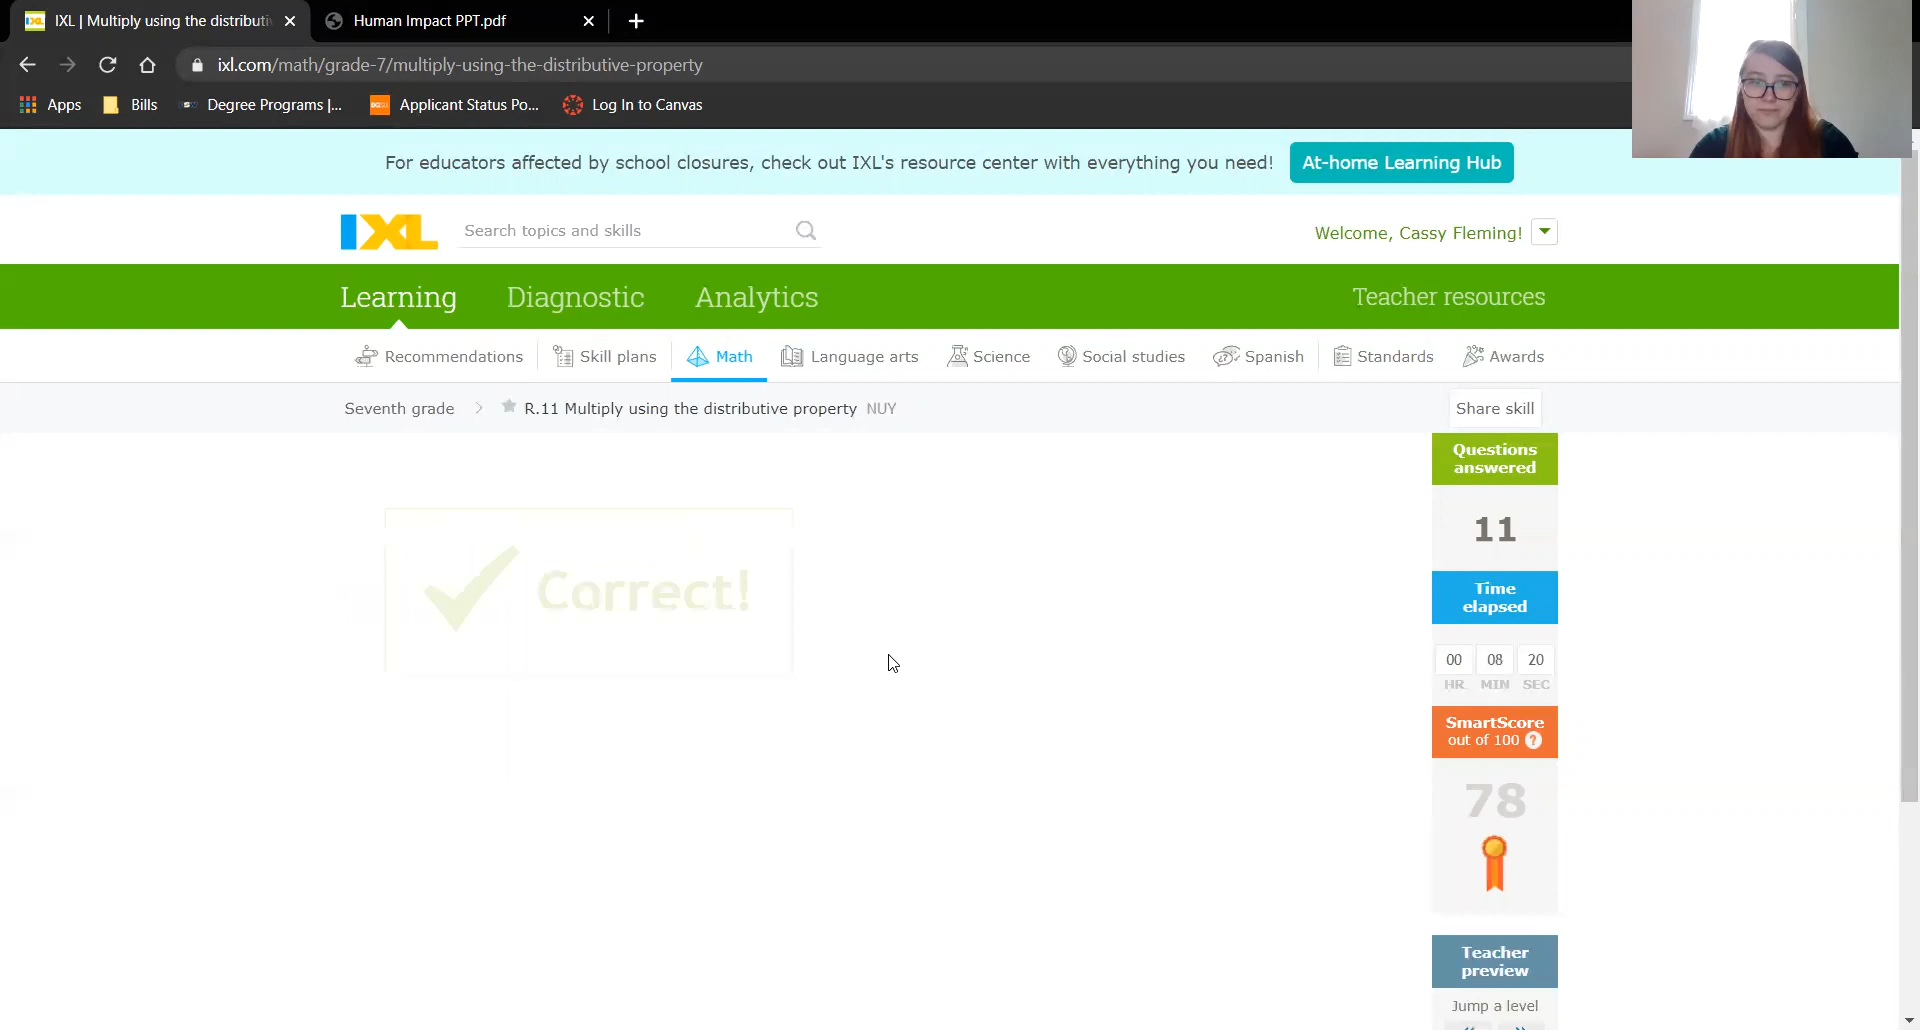 IXL | Multiply using the distributi
Human Impact PPT.pdf
ixl.com/math/grade-7/multiply-using-the-distributive-property
Apps
Bills
Degree Programs |...
Applicant Status Po...
Log In to Canvas
For educators affected by school closures, check out IXL's resource center with everything you need!
At-home Learning Hub
IXL
Search topics and skills
Welcome, Cassy Fleming!
Learning
Diagnostic
Analytics
Teacher resources
Recommendations
Skill plans
Math
Language arts
Science
Social studies
Spanish
Standards
Awards
Seventh grade
R.11 Multiply using the distributive property NUY
Share skill
Correct!
Questions
answered
11
Time
elapsed
00 08 20
HR MIN SEC
SmartScore
out of 100 ?
78
Teacher
preview
Jump a level